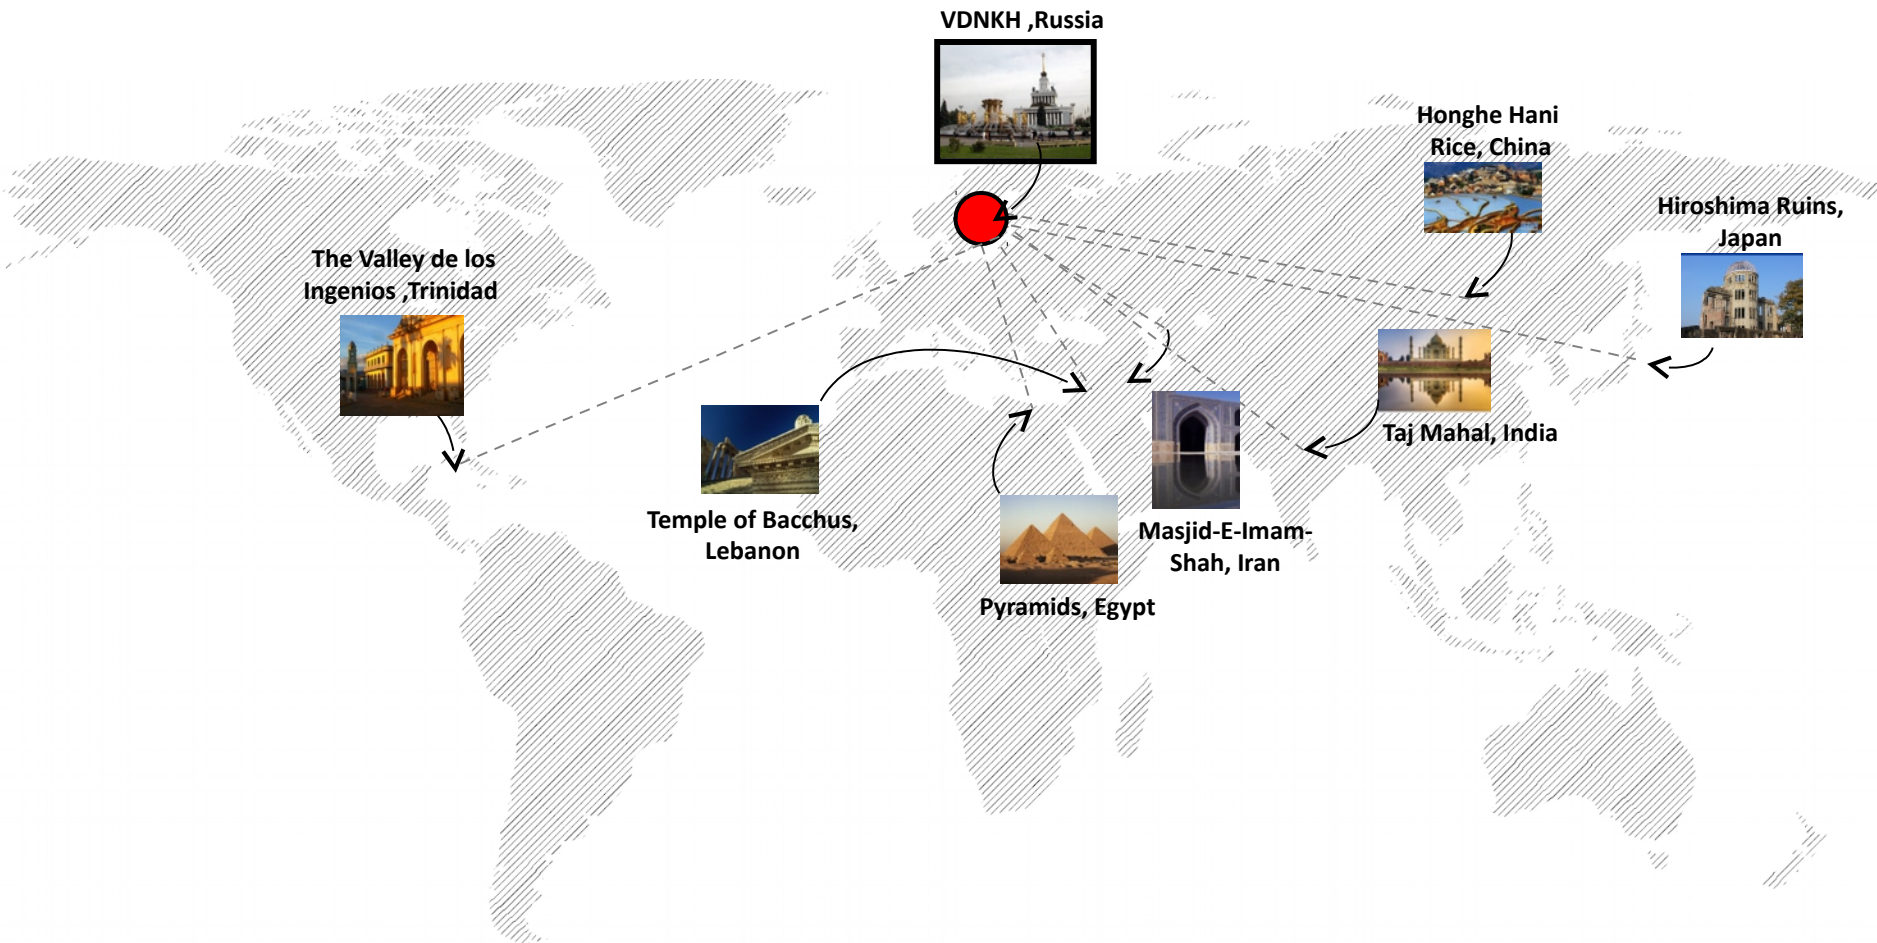 VDNKH ,Russia
Honghe Hani
Rice, China
Hiroshima Ruins,
Japan
The Valley de los
Ingenios ,Trinidad
Taj Mahal, India
Temple of Bacchus,
Lebanon
Masjid-E-Imam-
Shah, Iran
Pyramids, Egypt